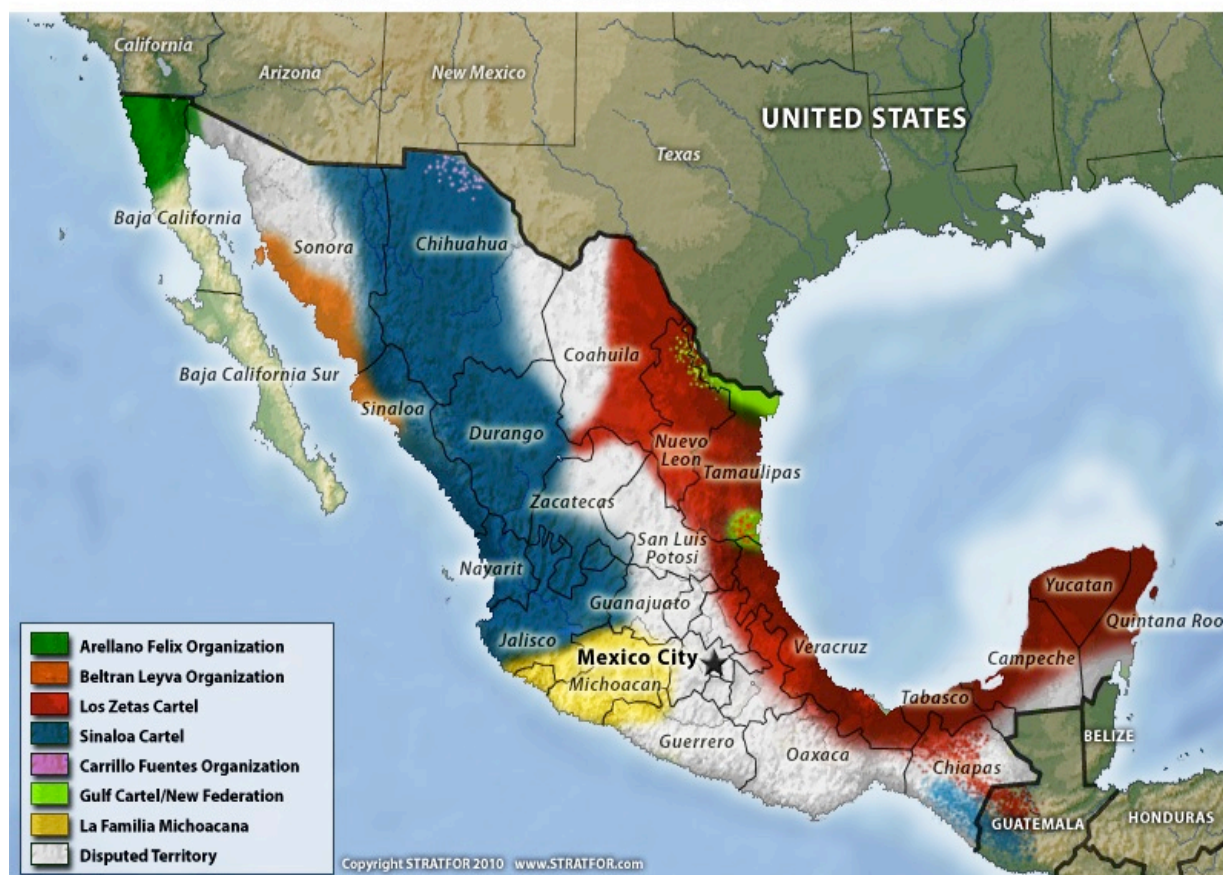 California
Arizona
New Mexico
UNITED STATES
Texas
Baja California
Sonora
Chihuahua
Coahuila
Baja California Sur
Sinaloa
Durango
Nuevo
Leon
Tamaulipas
Zacatecas
San Luis
Potosi
Nayarit
Guanajuato
Yucatan
Quintana Roo
Jalisco
Mexico City
Veracruz
Campeche
Michoacan
Tabasco
Guerrero
Oaxaca
Chiapas
BELIZE
GUATEMALA
HONDURAS
Arellano Felix Organization
Beltran Leyva Organization
Los Zetas Cartel
Sinaloa Cartel
Carrillo Fuentes Organization
Gulf Cartel/New Federation
La Familia Michoacana
Disputed Territory
Copyright STRATFOR 2010 www.STRATFOR.com